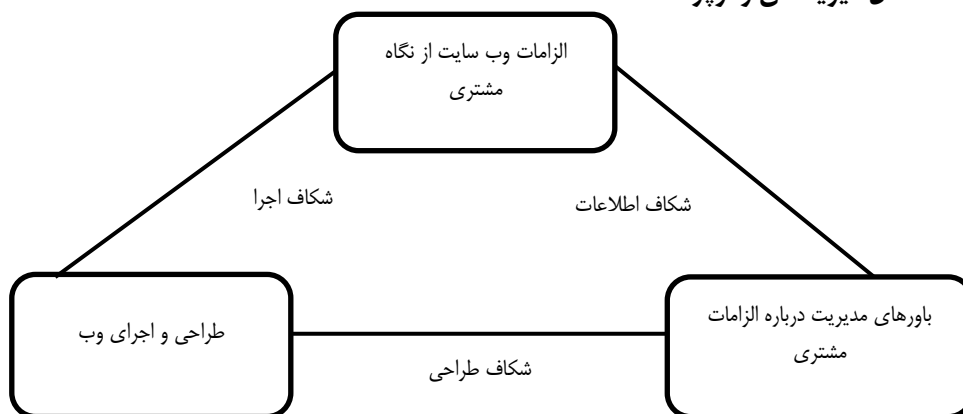 الزامات وب سایت از نگاه
مشتری
شکاف اجرا
شکاف اطلاعات
باورهای مدیریت درباره الزامات
مشتری
طراحی و اجرای وب
شکاف طراحی